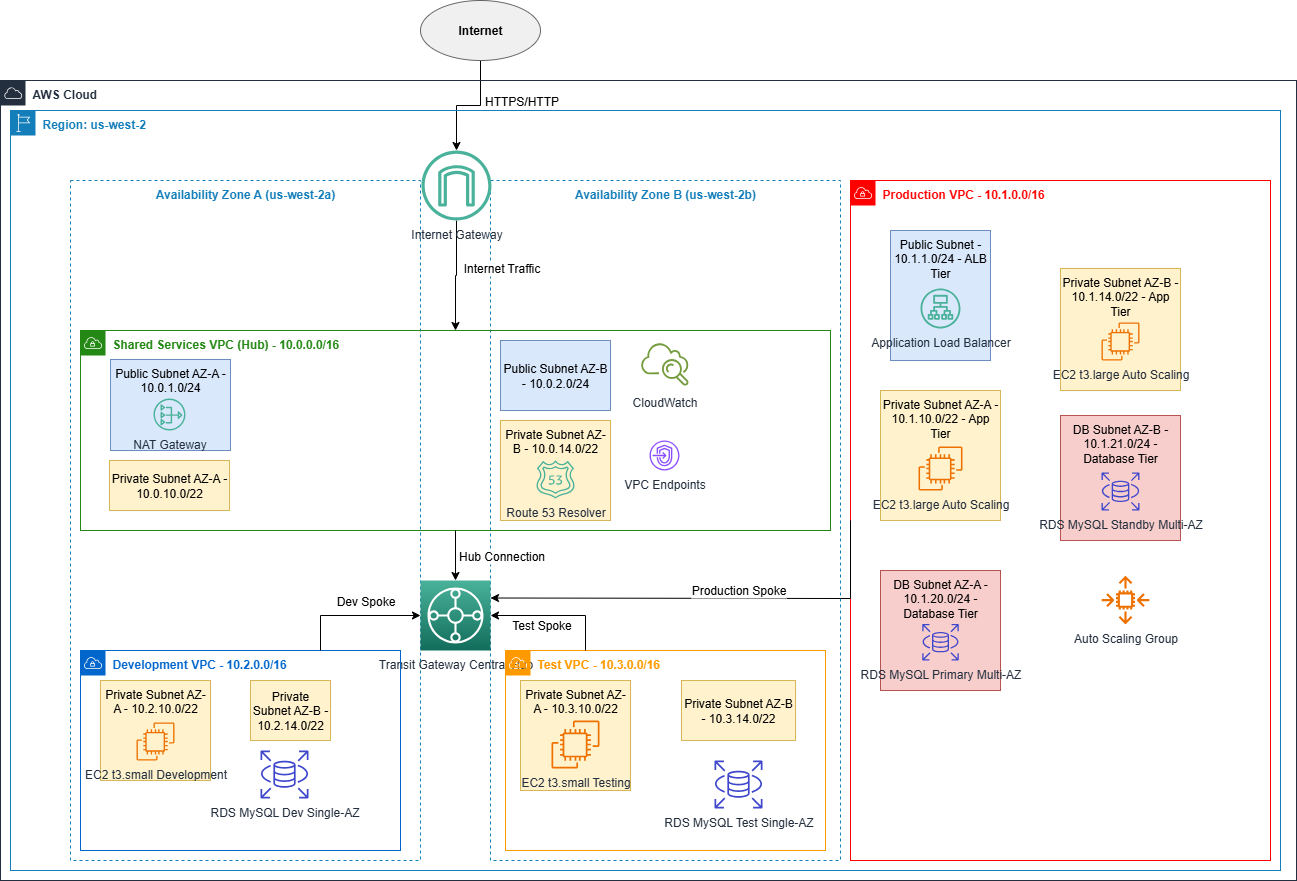 Internet
AWS Cloud
HTTPS/HTTP
Region: us-west-2
Availability Zone A (us-west-2a)
Availability Zone B (us-west-2b)
Internet Gateway
Internet Traffic
Shared Services VPC (Hub) - 10.0.0.0/16
Public Subnet AZ-A -
10.0.1.0/24
NAT Gateway
Private Subnet AZ-A -
10.0.10.0/22
Public Subnet AZ-B
- 10.0.2.0/24
CloudWatch
Private Subnet AZ-
B - 10.0.14.0/22
53
Route 53 Resolver
VPC Endpoints
Hub Connection
Production Spoke
Dev Spoke
Test Spoke
Transit Gateway Centra
Development VPC - 10.2.0.0/16
Private Subnet AZ-
A - 10.2.10.0/22
EC2 t3.small Development
Private
Subnet AZ-B -
10.2.14.0/22
RDS MySQL Dev Single-AZ
Test VPC - 10.3.0.0/16
Private Subnet AZ-
A - 10.3.10.0/22
EC2 t3.small Testing
Private Subnet AZ-B
- 10.3.14.0/22
RDS MySQL Test Single-AZ
Production VPC - 10.1.0.0/16
Public Subnet -
10.1.1.0/24 - ALB
Tier
Application Load Balancer
Private Subnet AZ-B -
10.1.14.0/22 - App
Tier
EC2 t3.large Auto Scaling
Private Subnet AZ-A -
10.1.10.0/22 - App
Tier
EC2 t3.large Auto Scaling
DB Subnet AZ-B -
10.1.21.0/24 -
Database Tier
RDS MySQL Standby Multi-AZ
DB Subnet AZ-A -
10.1.20.0/24 -
Database Tier
RDS MySQL Primary Multi-AZ
Auto Scaling Group